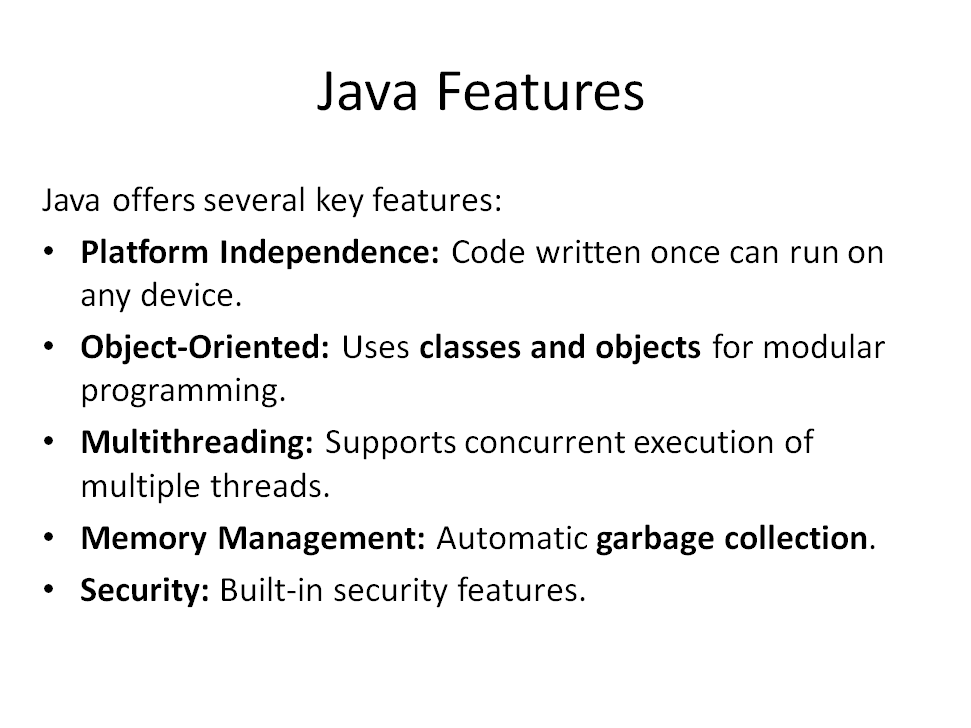 Java Features
Java offers several key features:
• Platform Independence: Code written once can run on
any device.
• Object-Oriented: Uses classes and objects for modular
programming.
• Multithreading: Supports concurrent execution of
multiple threads.
• Memory Management: Automatic garbage collection.
• Security: Built-in security features.